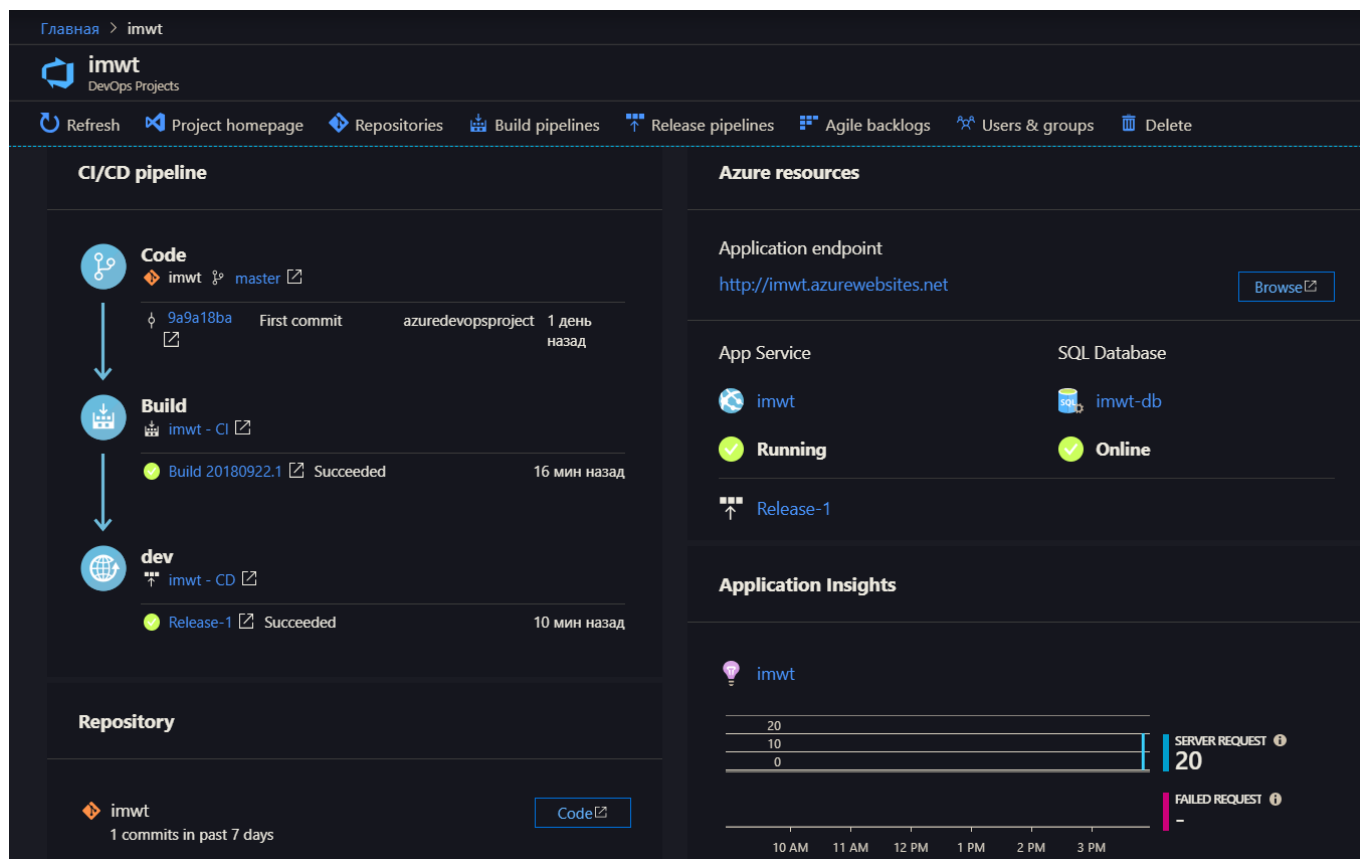 Главная > imwt
imwt
DevOps Projects
Refresh Project homepage Repositories Build pipelines Release pipelines Agile backlogs Users & groups Delete
CI/CD pipeline
Code
imwt master
9a9a18ba First commit azuredevopsproject 1 день
назад
Build
imwt - CI
Build 20180922.1 Succeeded 16 мин назад
dev
imwt - CD
Release-1 Succeeded 10 мин назад
Repository
imwt
1 commits in past 7 days
Code
Azure resources
Application endpoint
http://imwt.azurewebsites.net
Browse
App Service SQL Database
imwt SQL imwt-db
Running Online
Release-1
Application Insights
imwt
20
10
0
SERVER REQUEST
20
FAILED REQUEST
-
10 AM 11 AM 12 PM 1 PM 2 PM 3 PM